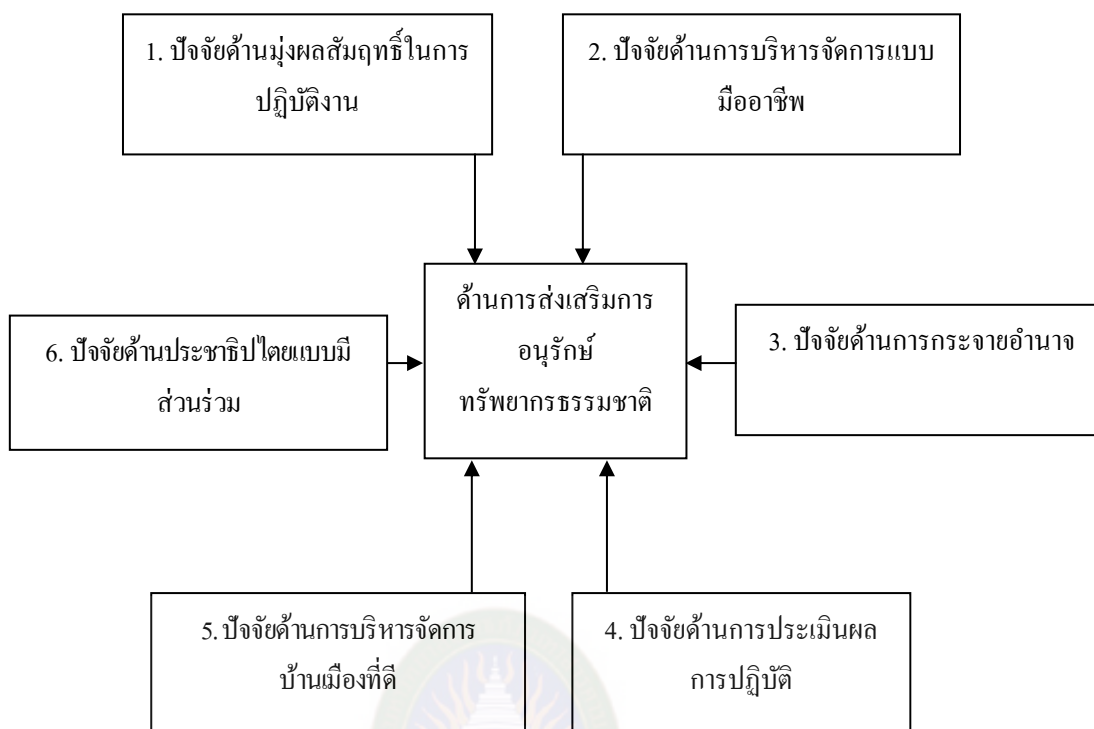 1. ปัจจัยด้านมุ่งผลสัมฤทธิ์ในการ
ปฏิบัติงาน
2. ปัจจัยด้านการบริหารจัดการแบบ
มืออาชีพ
ด้านการส่งเสริมการ
อนุรักษ์
ทรัพยากรธรรมชาติ
3. ปัจจัยด้านการกระจายอำนาจ
6. ปัจจัยด้านประชาธิปไตยแบบมี
ส่วนร่วม
5. ปัจจัยด้านการบริหารจัดการ
บ้านเมืองที่ดี
4. ปัจจัยด้านการประเมินผล
การปฏิบัติ